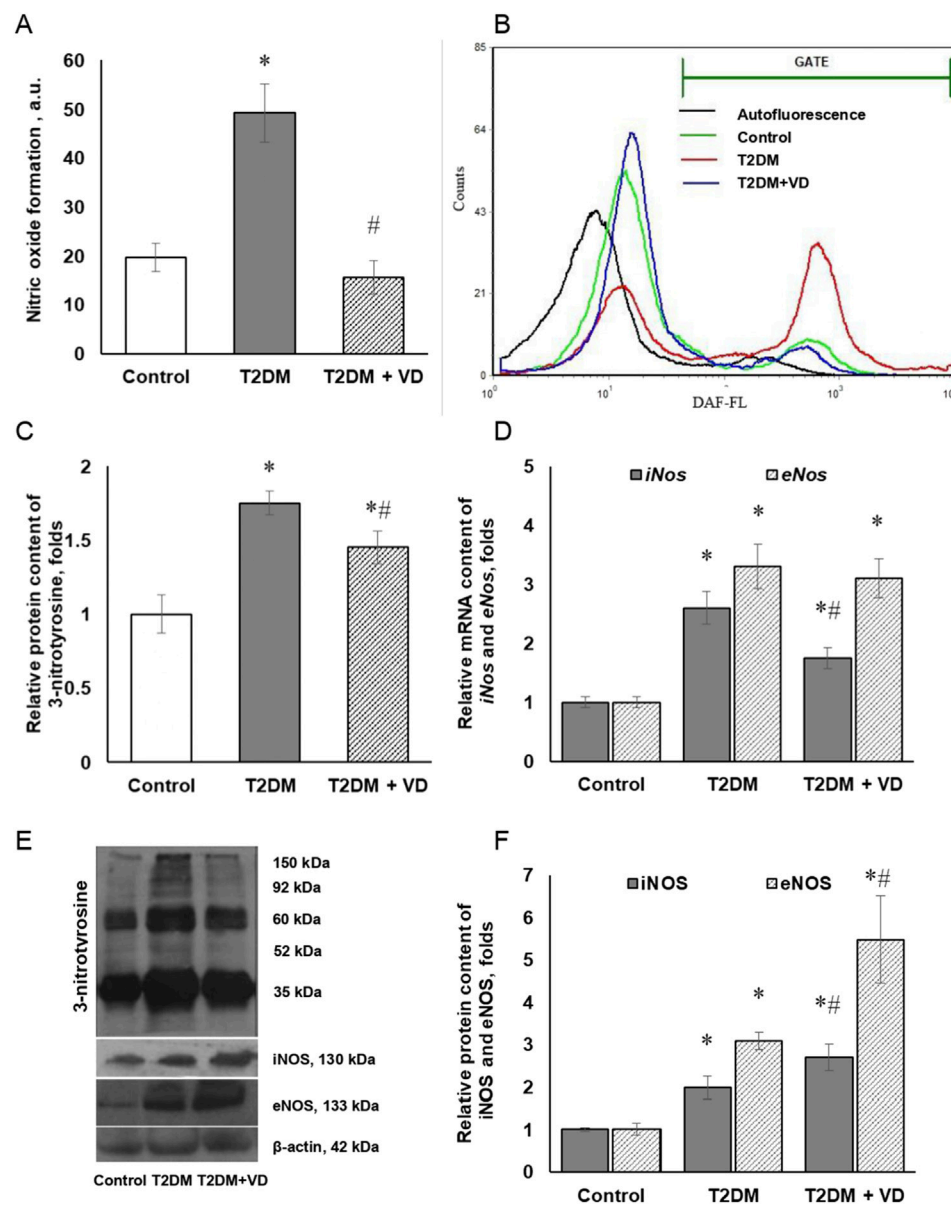 A
Nitric oxide formation , a.u.
60
50
40
30
20
10
0
*
#
Control
T2DM
T2DM + VD
B
85
64
43
21
0
Counts
GATE
Autofluorescence
Control
T2DM
T2DM+VD
10⁰
10¹
10³
DAF-FL
C
Relative protein content of
3-nitrotyrosine, folds
2
1.5
1
0.5
0
*
*#
Control
T2DM
T2DM + VD
D
Relative mRNA content of
iNos and eNos, folds
5
4
3
2
1
0
iNos
eNos
*
*
*#
*
Control
T2DM
T2DM + VD
E
3-nitrotyrosine
150 kDa
92 kDa
60 kDa
52 kDa
35 kDa
iNOS, 130 kDa
eNOS, 133 kDa
β-actin, 42 kDa
Control T2DM T2DM+VD
F
Relative protein content of
iNOS and eNOS, folds
7
6
5
4
3
2
1
0
iNOS
eNOS
*
*
*#
*#
Control
T2DM
T2DM + VD